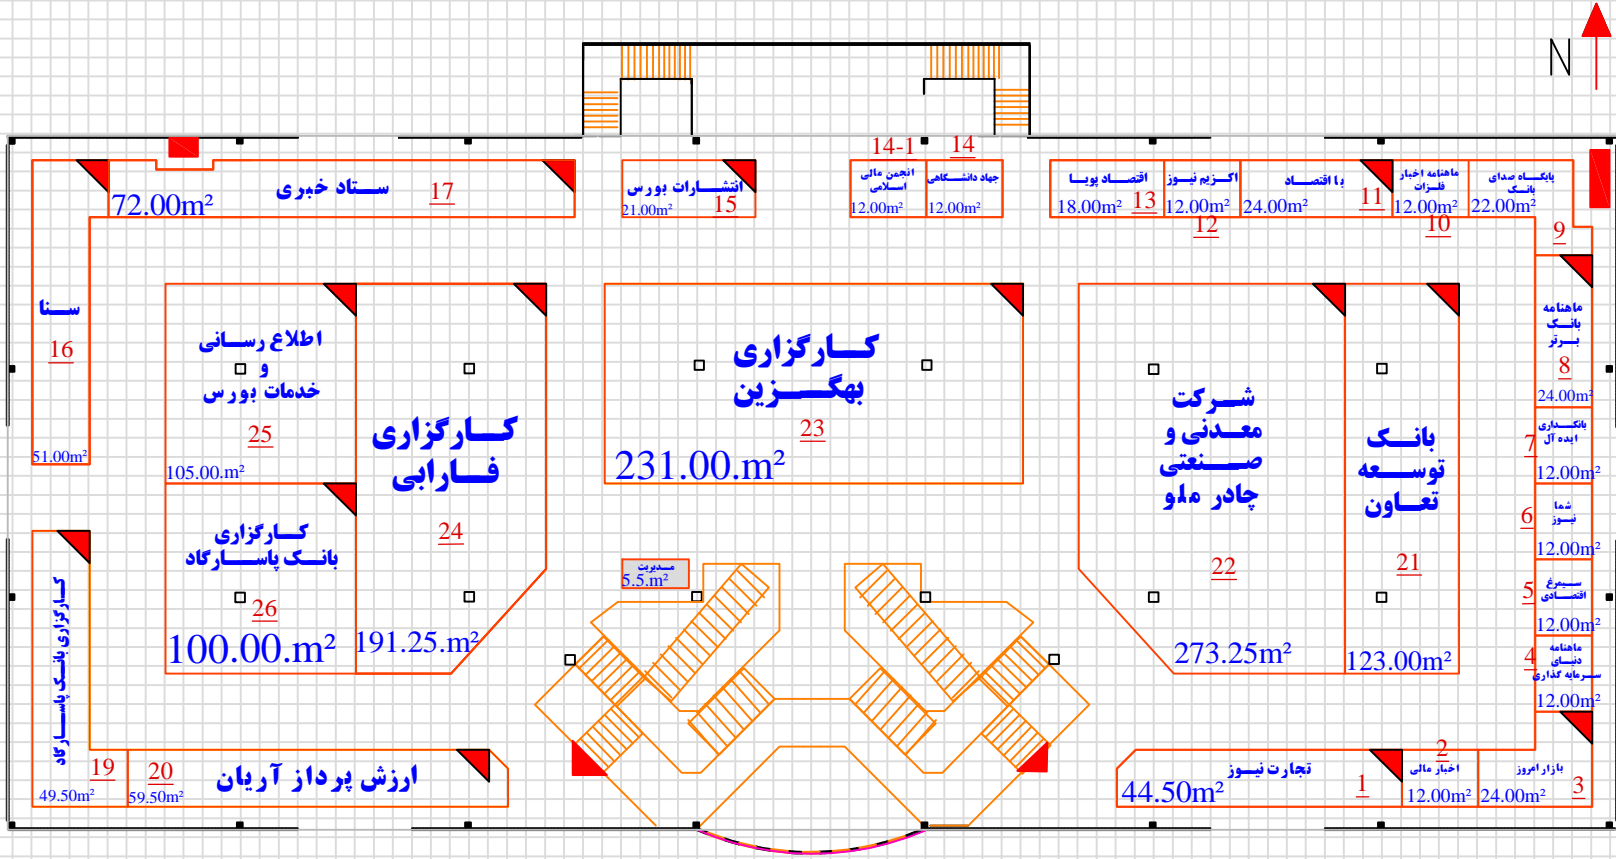 N
14-1
14
ستاد خبری
17
72.00m²
انتشارات بورس
21.00m²
15
انجمن مالی
اسلامی
12.00m²
جهاد دانشگاهی
12.00m²
اقتصاد پویا
18.00m²
13
اکزیم نیوز
12.00m²
12
با اقتصاد
24.00m²
11
ماهنامه اخبار
فلزات
12.00m²
10
پایگاه صدای
بانک
22.00m²
9
سنا
16
51.00m²
اطلاع رسانی
و
خدمات بورس
25
105.00.m²
کارگزاری
فارابی
24
191.25.m²
کارگزاری
بهگزین
23
231.00.m²
شرکت
معدنی و
صنعتی
چادر ملو
22
273.25m²
بانک
توسعه
تعاون
21
123.00m²
ماهنامه
بانک
برتر
8
24.00m²
بانکداری
ایده آل
7
12.00m²
شما
نیوز
6
12.00m²
سیمرغ
اقتصادی
5
12.00m²
ماهنامه
دنیای
سرمایه گذاری
4
12.00m²
کارگزاری
بانک پاسارگاد
26
100.00.m²
مدیریت
5.5.m²
کارگزاری بانک پاسارگاد
19
49.50m²
20
59.50m²
ارزش پرداز آریان
تجارت نیوز
1
44.50m²
2
اخبار مالی
12.00m²
بازار امروز
24.00m²
3